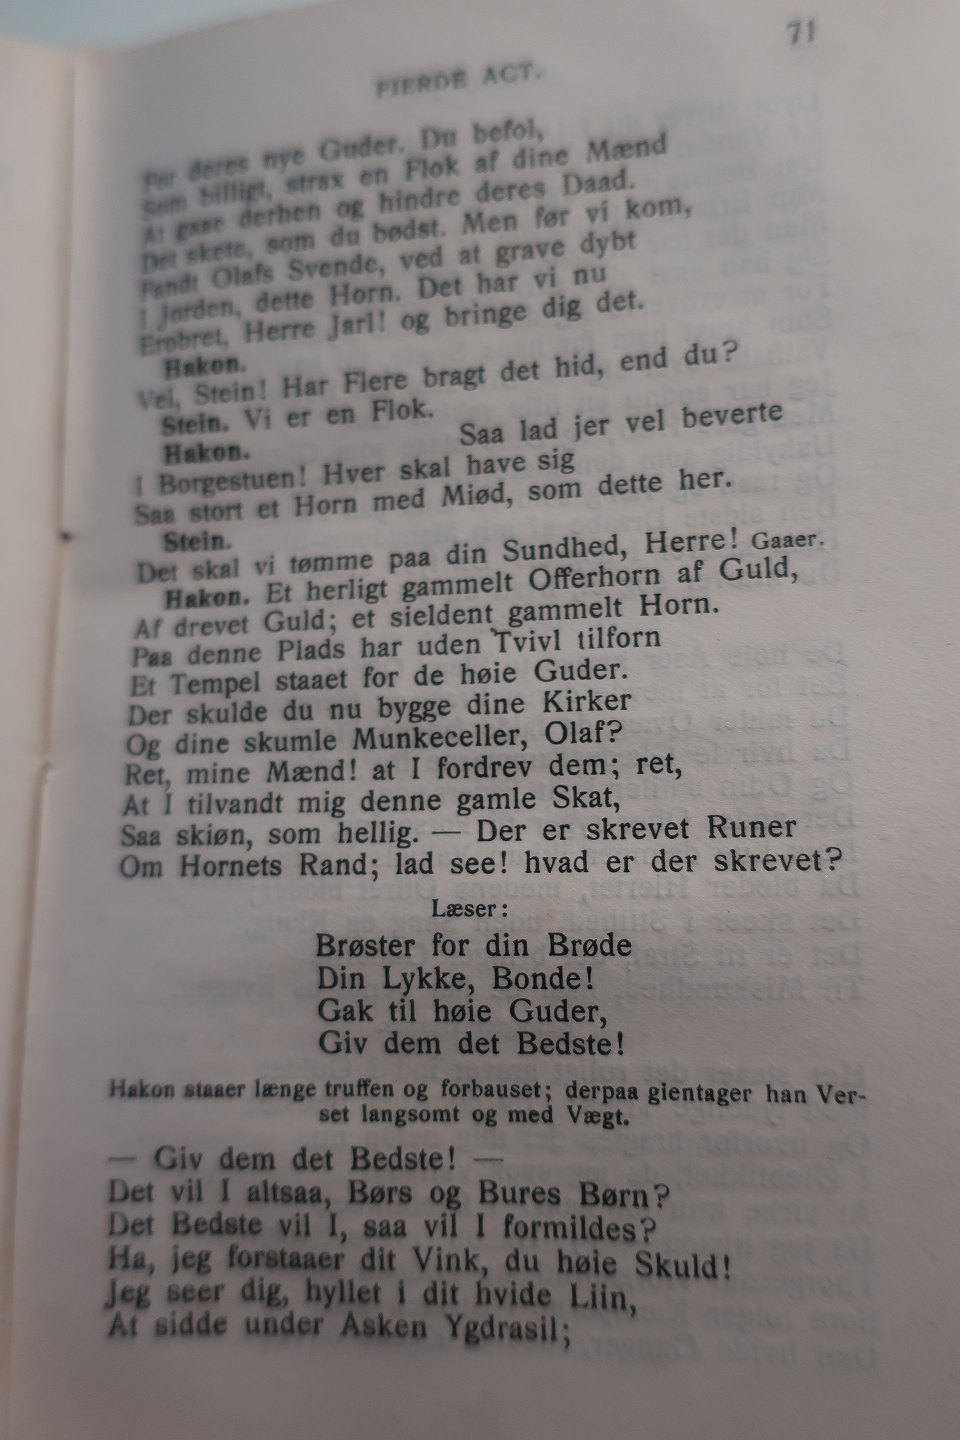 71
FIERDE ACT.
For deres nye Guder. Du befol,
Som billigt, strax en Flok af dine Mænd
At gaae derhen og hindre deres Daad.
Det skete, som du bødst. Men før vi kom,
Fandt Olafs Svende, ved at grave dybt
I Jorden, dette Horn. Det har vi nu
Erobret, Herre Jarl! og bringe dig det.
Hakon.
Vel, Stein! Har Flere bragt det hid, end du?
Stein. Vi er en Flok.
Hakon. Saa lad jer vel beverte
I Borgestuen! Hver skal have sig
Saa stort et Horn med Miød, som dette her.
Stein.
Det skal vi tømme paa din Sundhed, Herre! Gaaer.
Hakon. Et herligt gammelt Offerhorn af Guld,
Af drevet Guld; et sieldent gammelt Horn.
Paa denne Plads har uden Tvivl tilforn
Et Tempel staaet for de høie Guder.
Der skulde du nu bygge dine Kirker
Og dine skumle Munkeceller, Olaf?
Ret, mine Mænd! at I fordrev dem; ret,
At I tilvandt mig denne gamle Skat,
Saa skiøn, som hellig. — Der er skrevet Runer
Om Hornets Rand; lad see! hvad er der skrevet?
Læser:
Brøster for din Brøde
Din Lykke, Bonde!
Gak til høie Guder,
Giv dem det Bedste!
Hakon staaer længe truffen og forbauset; derpaa gientager han Ver-
set langsomt og med Vægt.
— Giv dem det Bedste! —
Det vil I altsaa, Børs og Bures Børn?
Det Bedste vil I, saa vil I formildes?
Ha, jeg forstaaer dit Vink, du høie Skuld!
Jeg seer dig, hyllet i dit hvide Liin,
At sidde under Asken Ygdrasil;